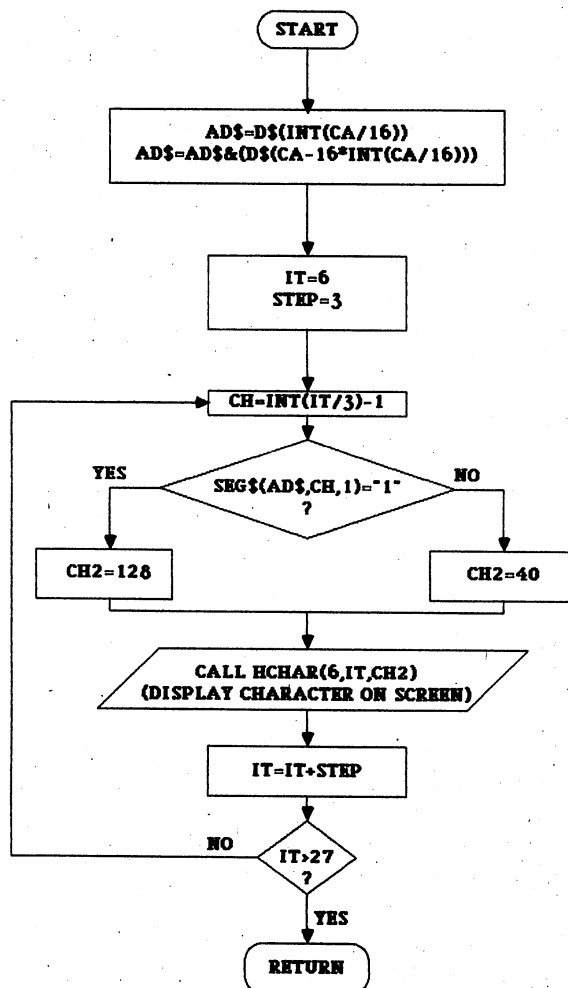 START
AD$=D$(INT(CA/16))
AD$=AD$&(D$(CA-16*INT(CA/16)))
IT=6
STEP=3
CH=INT(IT/3)-1
YES
NO
SEG$(AD$,CH,1)="1"
?
CH2=128
CH2=40
CALL HCHAR(6,IT,CH2)
(DISPLAY CHARACTER ON SCREEN)
IT=IT+STEP
NO
IT>27
?
YES
RETURN